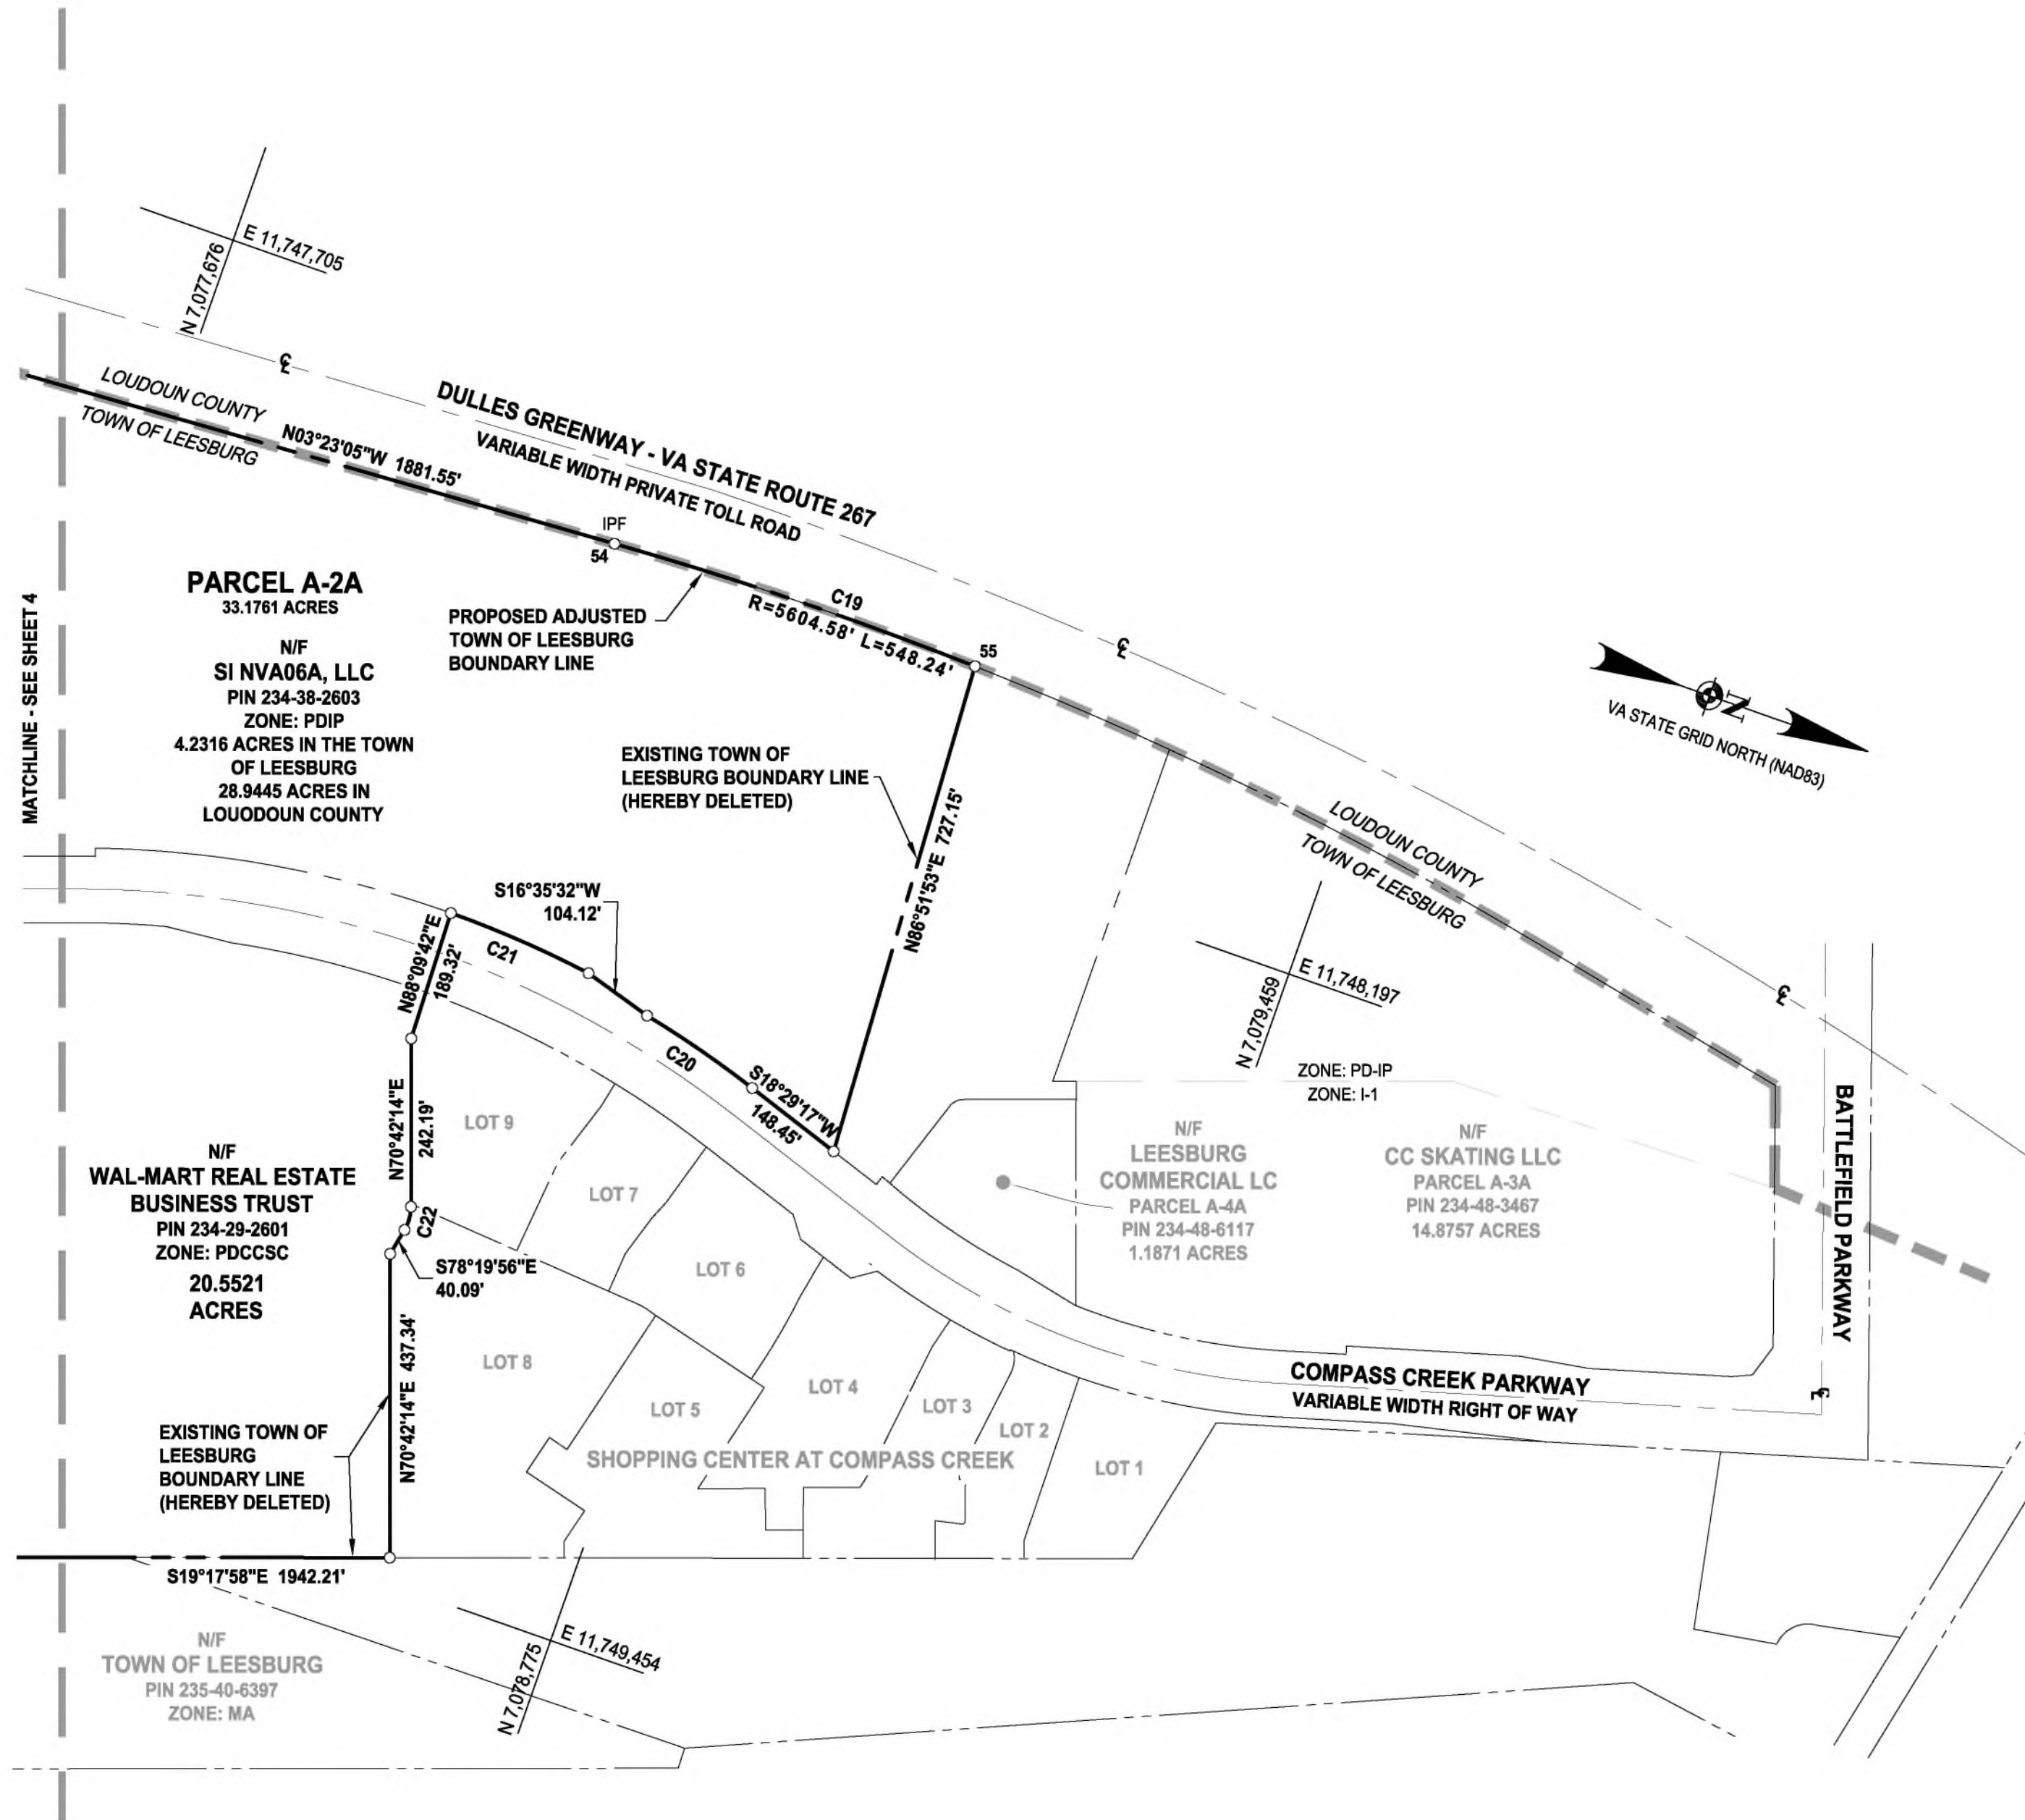 E 11,747,705
N 7,077,676
℄
LOUDOUN COUNTY
TOWN OF LEESBURG
N03°23'05"W 1881.55'
DULLES GREENWAY - VA STATE ROUTE 267
VARIABLE WIDTH PRIVATE TOLL ROAD
IPF
54
PARCEL A-2A
33.1761 ACRES
N/F
SI NVA06A, LLC
PIN 234-38-2603
ZONE: PDIP
4.2316 ACRES IN THE TOWN
OF LEESBURG
28.9445 ACRES IN
LOUODOUN COUNTY
MATCHLINE - SEE SHEET 4
PROPOSED ADJUSTED
TOWN OF LEESBURG
BOUNDARY LINE
C19
R=5604.58' L=548.24'
55
℄
N
VA STATE GRID NORTH (NAD83)
EXISTING TOWN OF
LEESBURG BOUNDARY LINE
(HEREBY DELETED)
N86°51'53"E 727.15'
LOUDOUN COUNTY
TOWN OF LEESBURG
S16°35'32"W
104.12'
N88°09'42"E
189.32'
C21
C20
S18°29'17"W
148.45'
E 11,748,197
N 7,079,459
℄
ZONE: PD-IP
ZONE: I-1
N70°42'14"E
242.19'
C22
S78°19'56"E
40.09'
N/F
WAL-MART REAL ESTATE
BUSINESS TRUST
PIN 234-29-2601
ZONE: PDCCSC
20.5521
ACRES
LOT 9
LOT 7
LOT 6
LOT 8
LOT 5
LOT 4
LOT 3
LOT 2
LOT 1
SHOPPING CENTER AT COMPASS CREEK
N/F
LEESBURG
COMMERCIAL LC
PARCEL A-4A
PIN 234-48-6117
1.1871 ACRES
N/F
CC SKATING LLC
PARCEL A-3A
PIN 234-48-3467
14.8757 ACRES
BATTLEFIELD PARKWAY
COMPASS CREEK PARKWAY
VARIABLE WIDTH RIGHT OF WAY
℄
N70°42'14"E 437.34'
EXISTING TOWN OF
LEESBURG
BOUNDARY LINE
(HEREBY DELETED)
S19°17'58"E 1942.21'
N/F
TOWN OF LEESBURG
PIN 235-40-6397
ZONE: MA
E 11,749,454
N 7,078,775